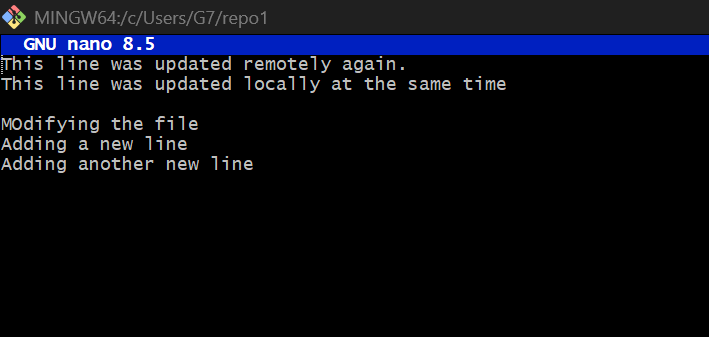 MINGW64:/c/Users/G7/repo1
GNU nano 8.5
This line was updated remotely again.
This line was updated locally at the same time
MOdifying the file
Adding a new line
Adding another new line